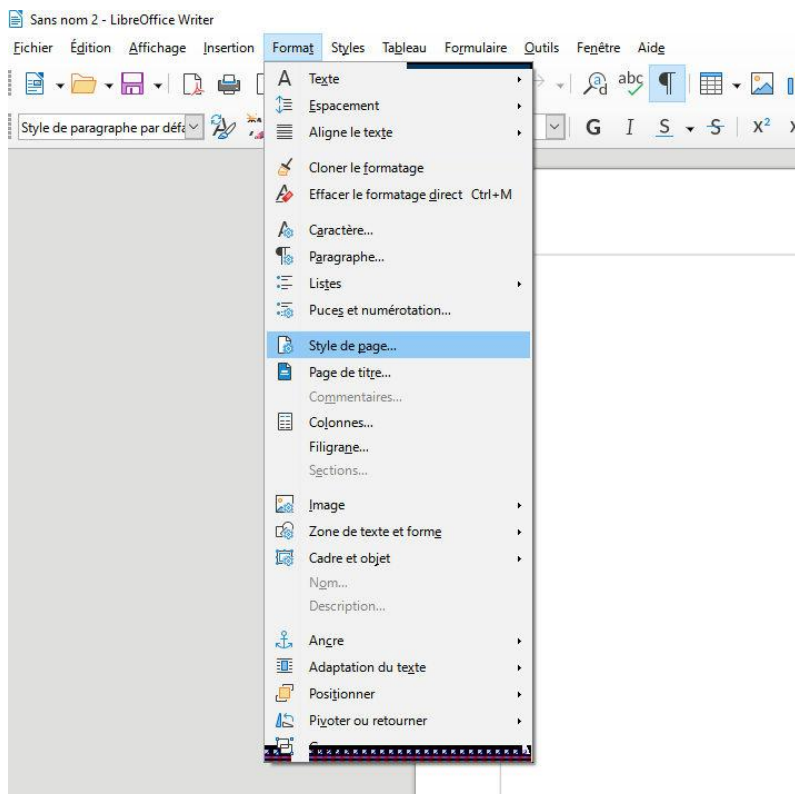 Sans nom 2 - LibreOffice Writer
Fichier Édition Affichage Insertion Format Styles Tableau Formulaire Outils Fenêtre Aide
A Texte
abc ¶
Espacement
Style de paragraphe par défa
Aligne le texte
G I S S X²
Cloner le formatage
Effacer le formatage direct Ctrl+M
Caractère...
Paragraphe...
Listes
Puces et numérotation...
Style de page...
Page de titre...
Commentaires...
Colonnes...
Filigrane...
Sections...
Image
Zone de texte et forme
Cadre et objet
Nom...
Description...
Ancre
Adaptation du texte
Positionner
Pivoter ou retourner